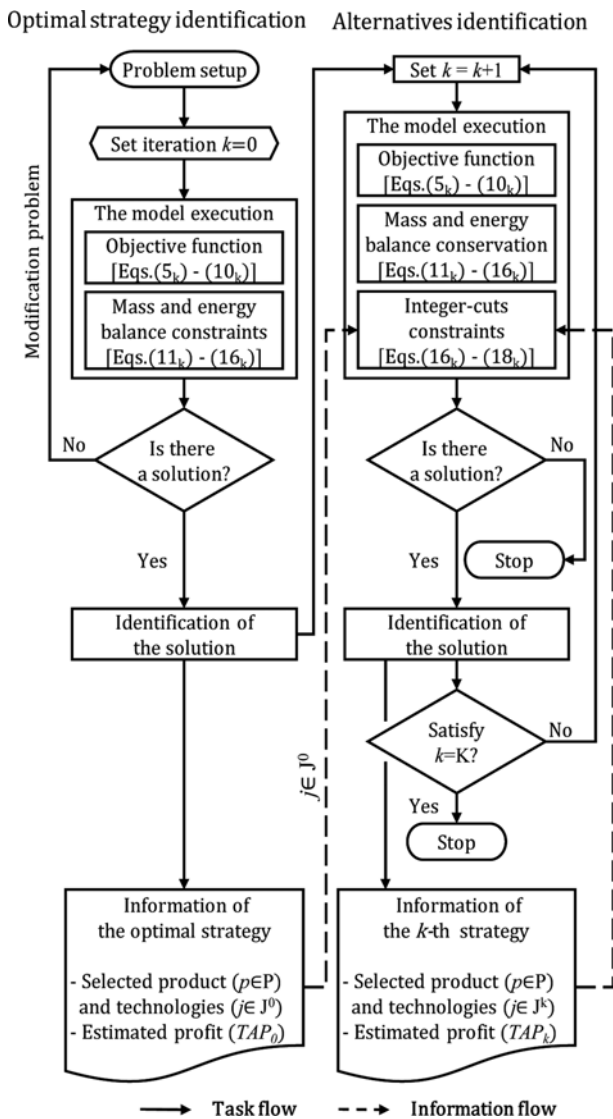 Optimal strategy identification
Problem setup
Set iteration k=0
The model execution
Objective function
[Eqs.(5k) - (10k)]
Mass and energy
balance constraints
[Eqs.(11k) - (16k)]
Modification problem
No
Is there
a solution?
Yes
Identification of
the solution
Information of
the optimal strategy
- Selected product (p∈P)
and technologies (j∈ J⁰)
- Estimated profit (TAP₀)
j∈ J⁰
Alternatives identification
Set k = k+1
The model execution
Objective function
[Eqs.(5k) - (10k)]
Mass and energy
balance conservation
[Eqs.(11k) - (16k)]
Integer-cuts
constraints
[Eqs.(16k) - (18k)]
Is there
a solution?
No
Stop
Yes
Identification of
the solution
Satisfy
k=K?
No
Yes
Stop
Information of
the k-th strategy
- Selected product (p∈P)
and technologies (j∈ Jᵏ)
- Estimated profit (TAPk)
Task flow
Information flow